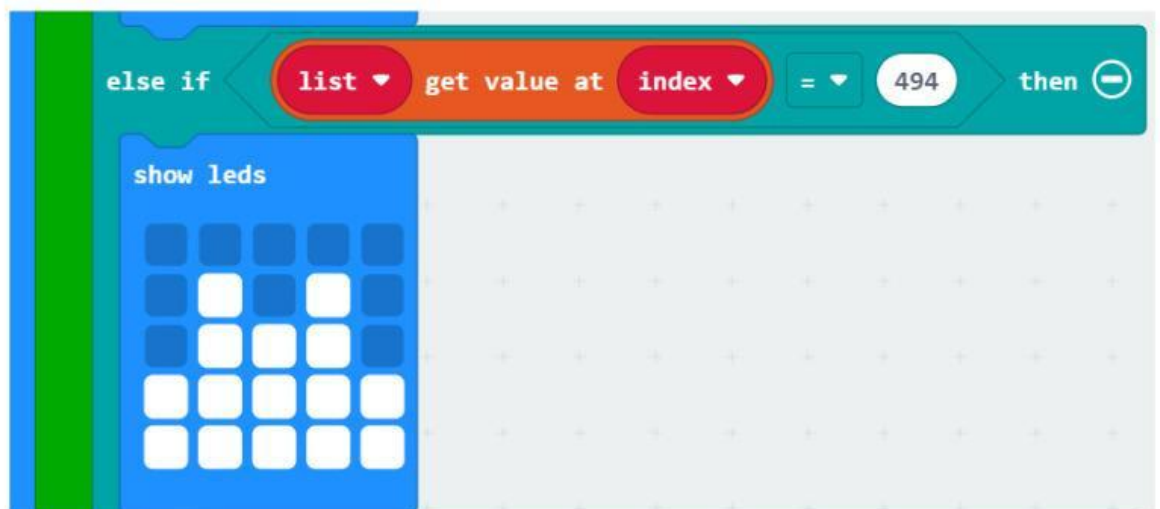 else if list get value at index = 494 then
show leds